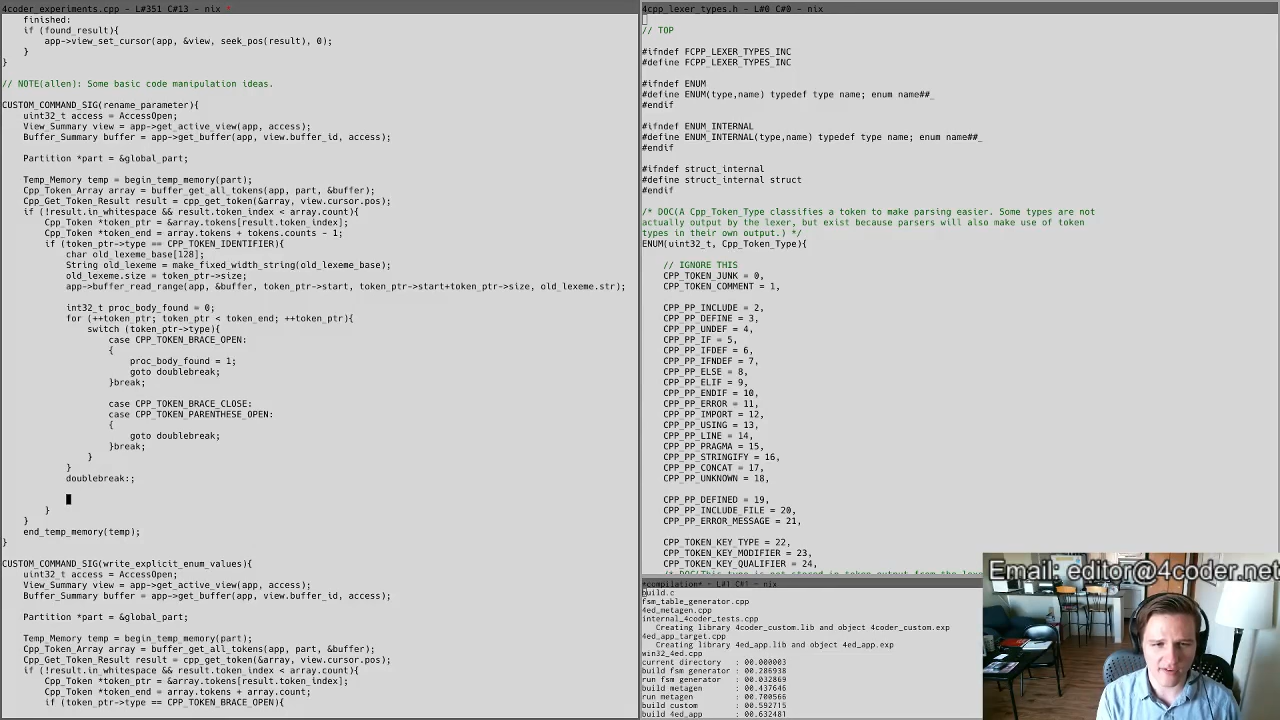 4coder_experiments.cpp - L#351 C#13 - nix *
    finished:
    if (found_result){
        app->view_set_cursor(app, &view, seek_pos(result), 0);
    }
}
// NOTE(allen): Some basic code manipulation ideas.
CUSTOM_COMMAND_SIG(rename_parameter){
    uint32_t access = AccessOpen;
    View_Summary view = app->get_active_view(app, access);
    Buffer_Summary buffer = app->get_buffer(app, view.buffer_id, access);
    Partition *part = &global_part;
    Temp_Memory temp = begin_temp_memory(part);
    Cpp_Token_Array array = buffer_get_all_tokens(app, part, &buffer);
    Cpp_Get_Token_Result result = cpp_get_token(&array, view.cursor.pos);
    if (!result.in_whitespace && result.token_index < array.count){
        Cpp_Token *token_ptr = &array.tokens[result.token_index];
        Cpp_Token *token_end = array.tokens + tokens.counts - 1;
        if (token_ptr->type == CPP_TOKEN_IDENTIFIER){
            char old_lexeme_base[128];
            String old_lexeme = make_fixed_width_string(old_lexeme_base);
            old_lexeme.size = token_ptr->size;
            app->buffer_read_range(app, &buffer, token_ptr->start, token_ptr->start+token_ptr->size, old_lexeme.str);
            int32_t proc_body_found = 0;
            for (++token_ptr; token_ptr < token_end; ++token_ptr){
                switch (token_ptr->type){
                    case CPP_TOKEN_BRACE_OPEN:
                    {
                        proc_body_found = 1;
                        goto doublebreak;
                    }break;
                    case CPP_TOKEN_BRACE_CLOSE:
                    case CPP_TOKEN_PARENTHESE_OPEN:
                    {
                        goto doublebreak;
                    }break;
                }
            }
            doublebreak:;
        }
    }
    end_temp_memory(temp);
}
CUSTOM_COMMAND_SIG(write_explicit_enum_values){
    uint32_t access = AccessOpen;
    View_Summary view = app->get_active_view(app, access);
    Buffer_Summary buffer = app->get_buffer(app, view.buffer_id, access);
    Partition *part = &global_part;
    Temp_Memory temp = begin_temp_memory(part);
    Cpp_Token_Array array = buffer_get_all_tokens(app, part, &buffer);
    Cpp_Get_Token_Result result = cpp_get_token(&array, view.cursor.pos);
    if (!result.in_whitespace && result.token_index < array.count){
        Cpp_Token *token_ptr = &array.tokens[result.token_index];
        Cpp_Token *token_end = array.tokens + array.count;
        if (token_ptr->type == CPP_TOKEN_BRACE_OPEN){
4cpp_lexer_types.h - L#0 C#0 - nix
// TOP
#ifndef FCPP_LEXER_TYPES_INC
#define FCPP_LEXER_TYPES_INC
#ifndef ENUM
#define ENUM(type,name) typedef type name; enum name##_
#endif
#ifndef ENUM_INTERNAL
#define ENUM_INTERNAL(type,name) typedef type name; enum name##_
#endif
#ifndef struct_internal
#define struct_internal struct
#endif
/* DOC(A Cpp_Token_Type classifies a token to make parsing easier. Some types are not
actually output by the lexer, but exist because parsers will also make use of token
types in their own output.) */
ENUM(uint32_t, Cpp_Token_Type){
    // IGNORE THIS
    CPP_TOKEN_JUNK = 0,
    CPP_TOKEN_COMMENT = 1,
    CPP_PP_INCLUDE = 2,
    CPP_PP_DEFINE = 3,
    CPP_PP_UNDEF = 4,
    CPP_PP_IF = 5,
    CPP_PP_IFDEF = 6,
    CPP_PP_IFNDEF = 7,
    CPP_PP_ELSE = 8,
    CPP_PP_ELIF = 9,
    CPP_PP_ENDIF = 10,
    CPP_PP_ERROR = 11,
    CPP_PP_IMPORT = 12,
    CPP_PP_USING = 13,
    CPP_PP_LINE = 14,
    CPP_PP_PRAGMA = 15,
    CPP_PP_STRINGIFY = 16,
    CPP_PP_CONCAT = 17,
    CPP_PP_UNKNOWN = 18,
    CPP_PP_DEFINED = 19,
    CPP_PP_INCLUDE_FILE = 20,
    CPP_PP_ERROR_MESSAGE = 21,
    CPP_TOKEN_KEY_TYPE = 22,
    CPP_TOKEN_KEY_MODIFIER = 23,
    CPP_TOKEN_KEY_QUALIFIER = 24,
*compilation* - L#1 C#1 - nix
build.c
fsm_table_generator.cpp
4ed_metagen.cpp
internal_4coder_tests.cpp
   Creating library 4coder_custom.lib and object 4coder_custom.exp
4ed_app_target.cpp
   Creating library 4ed_app.lib and object 4ed_app.exp
win32_4ed.cpp
current directory   : 00.000003
build fsm generator : 00.286938
run fsm generator   : 00.032869
build metagen       : 00.437646
run metagen         : 00.700566
build custom        : 00.592715
build 4ed_app       : 00.632481
Email: editor@4coder.net